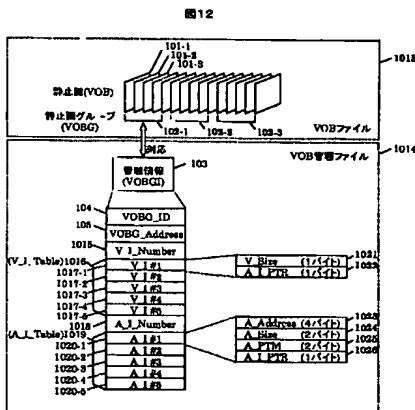 図12
101-1
101-2
101-3
1013
静止画(VOB)
静止画グループ
(VOBG)
102-1 102-2 102-3
VOBファイル
対応
1014
管理情報
(VOBGI)
103
VOB管理ファイル
104
VOBG_ID
105
VOBG_Address
1015
V_I_Number
(V_I_Table)1016
1017-1 V_I#1
1017-2 V_I#2
1017-3 V_I#3
1017-4 V_I#4
1017-5 V_I#5
1018
A_I_Number
(A_I_Table)1019
1020-1 A_I#1
1020-2 A_I#2
1020-3 A_I#3
1020-4 A_I#4
1020-5 A_I#5
V_Size (1バイト) 1021
A_I_PTR (1バイト) 1022
A_Address (4バイト) 1023
A_Size (2バイト) 1024
A_PTM (2バイト) 1025
A_I_PTR (1バイト) 1026